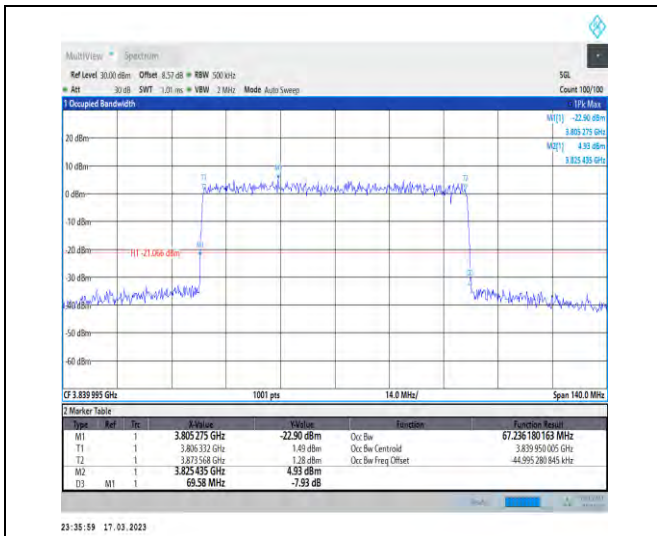 MultiView Spectrum
Ref Level 30.00 dBm Offset 8.57 dB RBW 500 kHz SGL
Att 30 dB SWT 1.01 ms VBW 2 MHz Mode Auto Sweep Count 100/100
1 Occupied Bandwidth 1Pk Max
M1[1] -22.90 dBm
3.805 275 GHz
M2[1] 4.93 dBm
3.825 435 GHz
20 dBm
10 dBm
0 dBm
-10 dBm
-20 dBm
H1 -21.066 dBm
-30 dBm
-40 dBm
-50 dBm
-60 dBm
T1
T2
CF 3.839 995 GHz 1001 pts 14.0 MHz/ Span 140.0 MHz
2 Marker Table
Type Ref Trc X-Value Y-Value Function Function Result
M1 1 3.805 275 GHz -22.90 dBm Occ Bw 67.236 180 163 MHz
T1 1 3.806 332 GHz 1.49 dBm Occ Bw Centroid 3.839 950 005 GHz
T2 1 3.873 568 GHz 1.28 dBm Occ Bw Freq Offset -44.995 280 845 kHz
M2 1 3.825 435 GHz 4.93 dBm
D3 M1 1 69.58 MHz -7.93 dB
23:35:59 17.03.2023